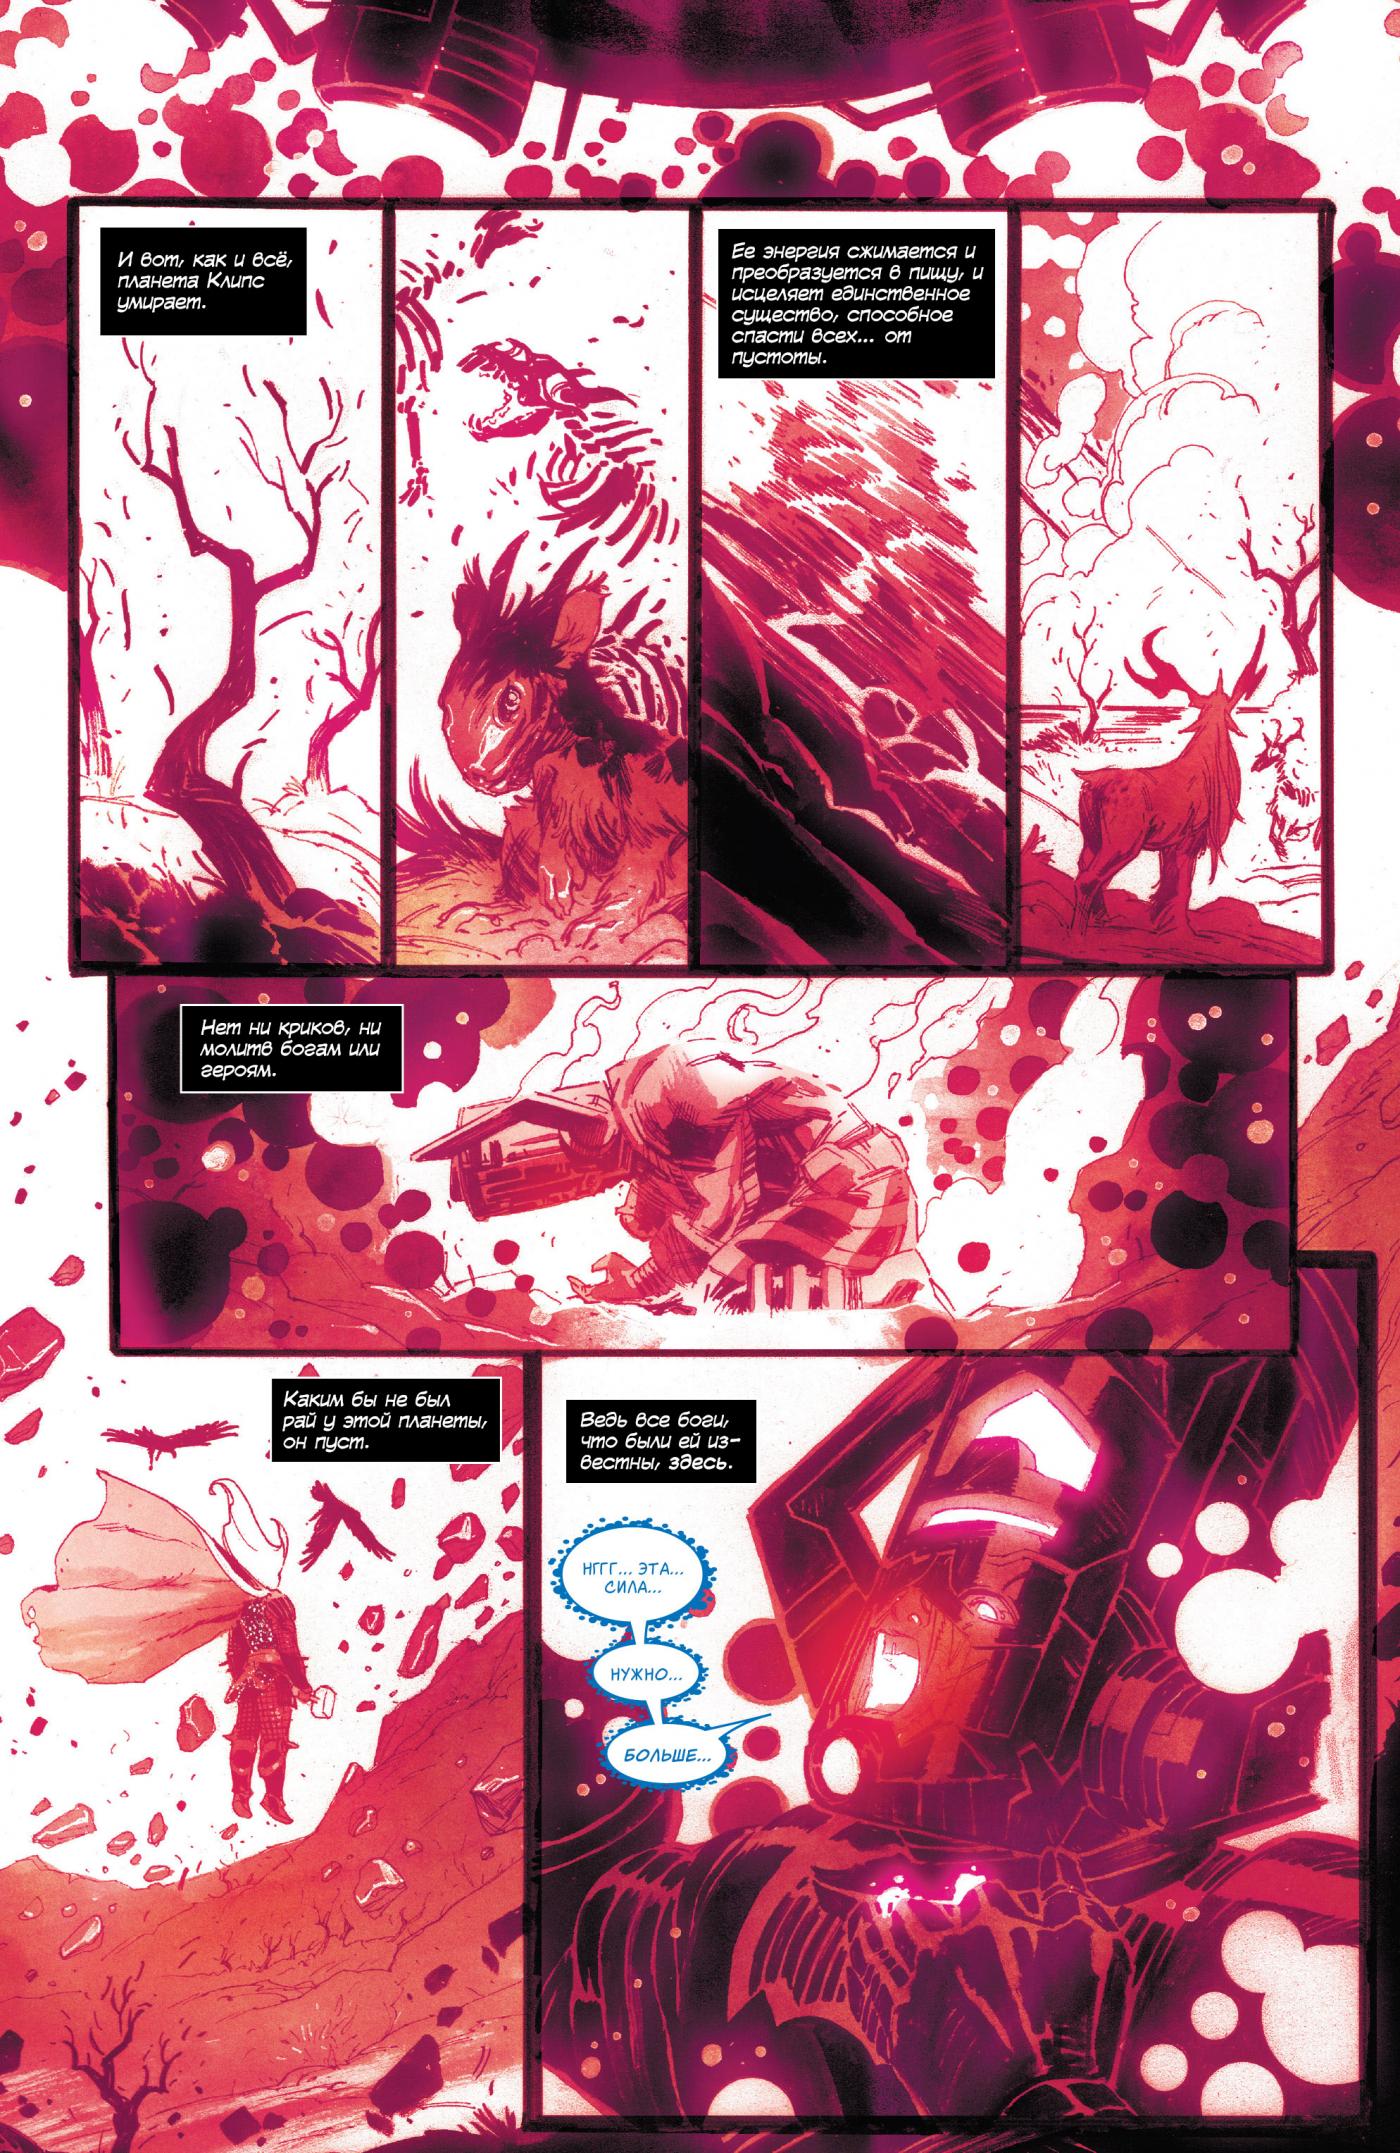 И вот, как и всё,
планета Клипс
умирает.
Ее энергия сжимается и
преобразуется в пищу, и
исцеляет единственное
существо, способное
спасти всех... от
пустоты.
Нет ни криков, ни
молитв богам или
героям.
Каким бы не был
рай у этой планеты,
он пуст.
Ведь все боги,
что были ей из-
вестны, здесь.
НГГГ... ЭТА...
СИЛА...
НУЖНО...
БОЛЬШЕ...